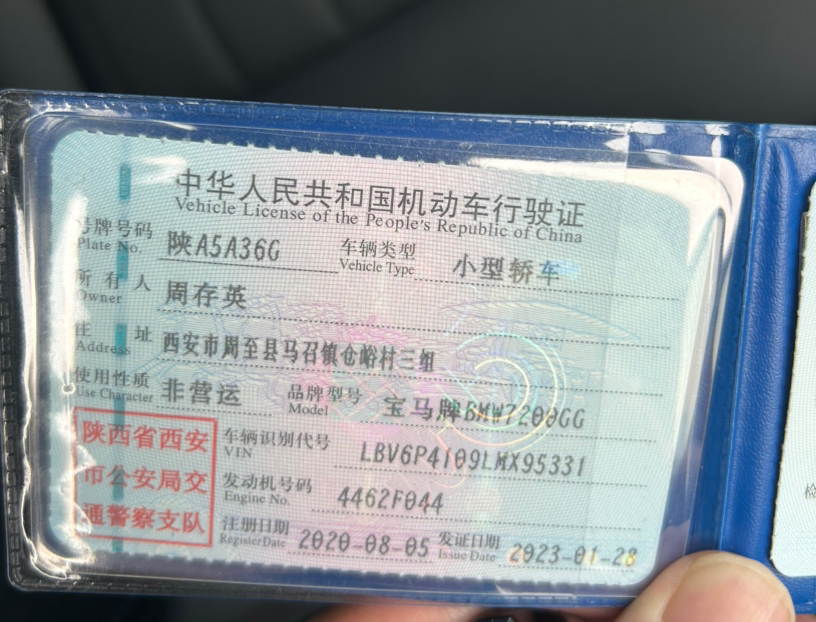 中华人民共和国机动车行驶证
Vehicle License of the People's Republic of China
号牌号码 陕A5A36G 车辆类型 小型轿车
Plate No. Vehicle Type
所有人 周存英
Owner
住址 西安市周至县马召镇仓峪村三组
Address
使用性质 非营运 品牌型号 宝马牌BMW7200GG
Use Character Model
陕西省西安 车辆识别代号 LBV6P4109LMX95331
VIN
市公安局交 发动机号码 4462F044
Engine No.
通警察支队 注册日期 2020-08-05 发证日期 2023-01-28
Register Date Issue Date